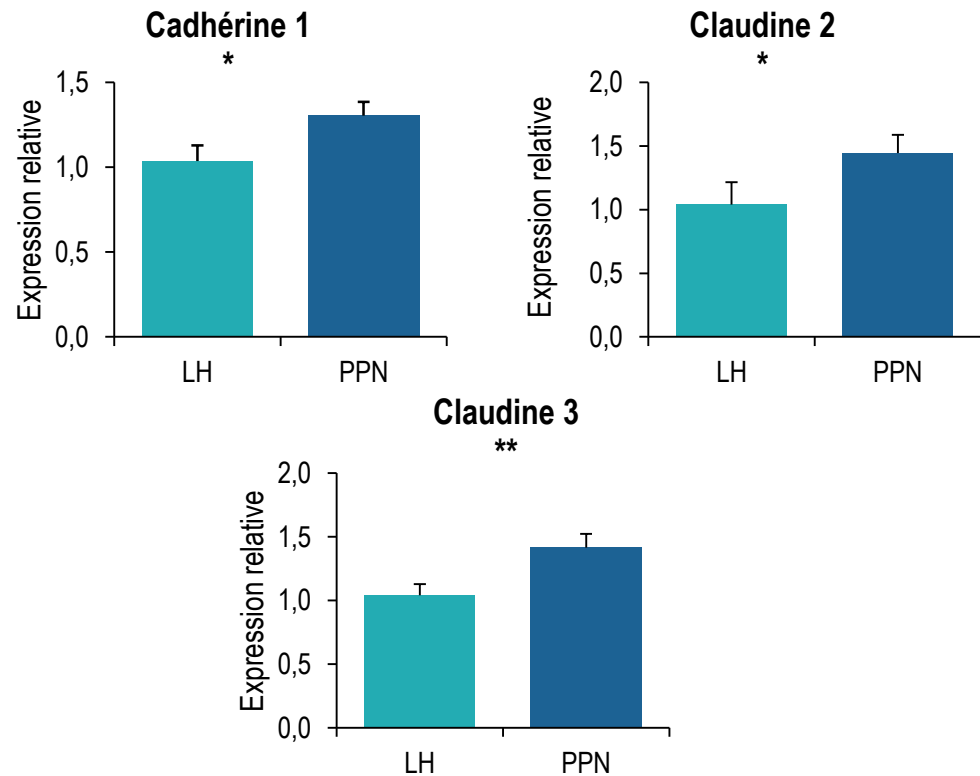 Cadhérine 1
*
Expression relative
1,5
1,0
0,5
0,0
LH PPN
Claudine 2
*
Expression relative
2,0
1,5
1,0
0,5
0,0
LH PPN
Claudine 3
**
Expression relative
2,0
1,5
1,0
0,5
0,0
LH PPN